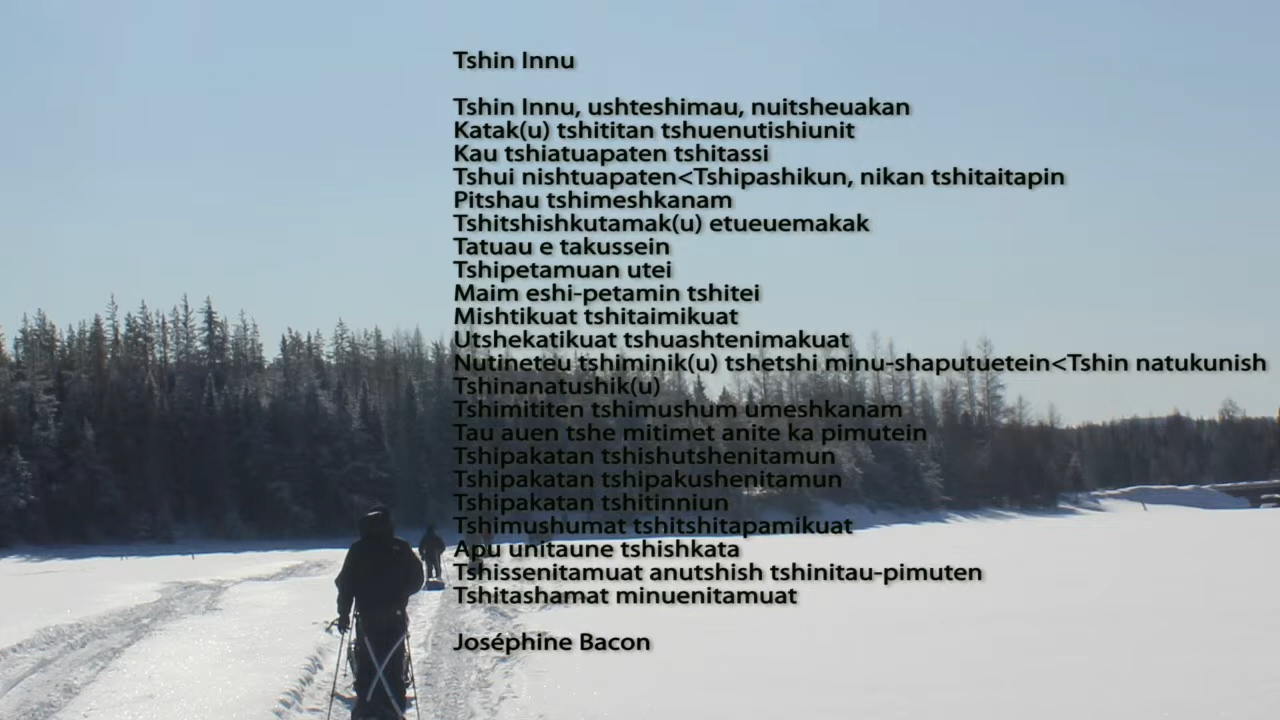 Tshin Innu
Tshin Innu, ushteshimau, nuitsheuakan
Katak(u) tshititan tshuenutishiunit
Kau tshiatuapaten tshitassi
Tshui nishtuapaten<Tshipashikun, nikan tshitaitapin
Pitshau tshimeshkanam
Tshitshishkutamak(u) etueuemakak
Tatuau e takussein
Tshipetamuan utei
Maim eshi-petamin tshitei
Mishtikuat tshitaimikuat
Utshekatikuat tshuashtenimakuat
Nutineteu tshiminik(u) tshetshi minu-shaputuetein<Tshin natukunish
Tshinanatushik(u)
Tshimititen tshimushum umeshkanam
Tau auen tshe mitimet anite ka pimutein
Tshipakatan tshishutshenitamun
Tshipakatan tshipakushenitamun
Tshipakatan tshitinniun
Tshimushumat tshitshitapamikuat
Apu unitaune tshishkata
Tshissenitamuat anutshish tshinitau-pimuten
Tshitashamat minuenitamuat
Joséphine Bacon